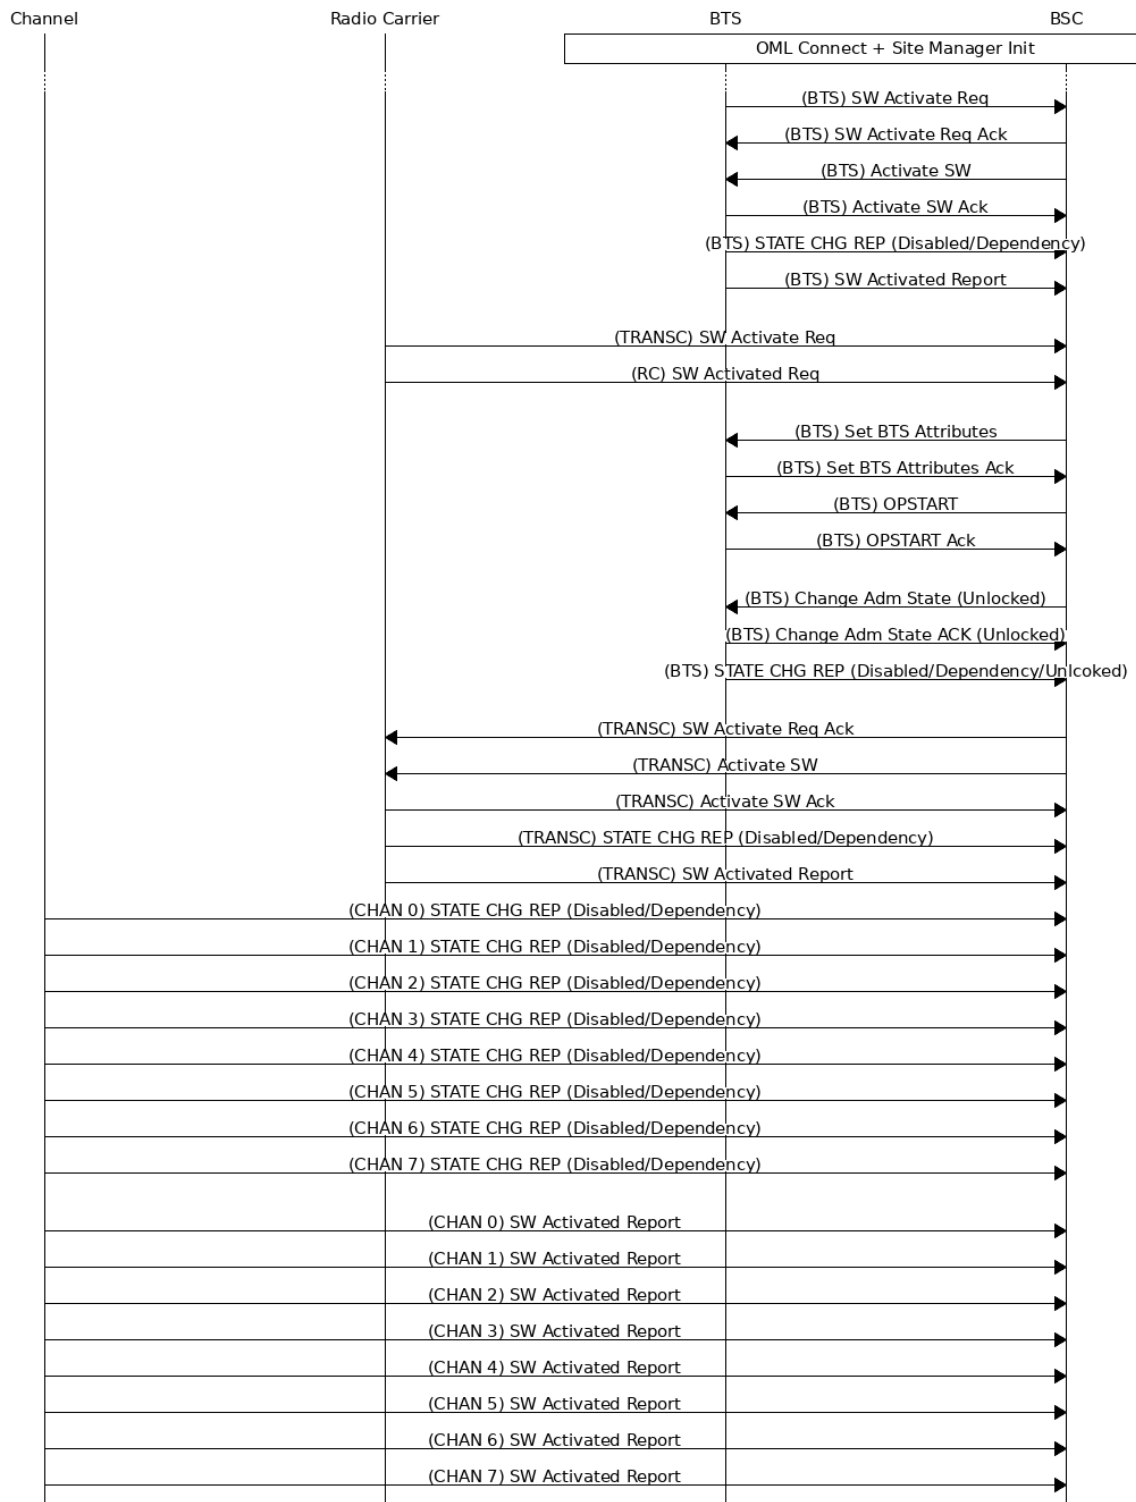 Channel Radio Carrier BTS BSC
OML Connect + Site Manager Init
(BTS) SW Activate Req
(BTS) SW Activate Req Ack
(BTS) Activate SW
(BTS) Activate SW Ack
(BTS) STATE CHG REP (Disabled/Dependency)
(BTS) SW Activated Report
(TRANSC) SW Activate Req
(RC) SW Activated Req
(BTS) Set BTS Attributes
(BTS) Set BTS Attributes Ack
(BTS) OPSTART
(BTS) OPSTART Ack
(BTS) Change Adm State (Unlocked)
(BTS) Change Adm State ACK (Unlocked)
(BTS) STATE CHG REP (Disabled/Dependency/Unlcoked)
(TRANSC) SW Activate Req Ack
(TRANSC) Activate SW
(TRANSC) Activate SW Ack
(TRANSC) STATE CHG REP (Disabled/Dependency)
(TRANSC) SW Activated Report
(CHAN 0) STATE CHG REP (Disabled/Dependency)
(CHAN 1) STATE CHG REP (Disabled/Dependency)
(CHAN 2) STATE CHG REP (Disabled/Dependency)
(CHAN 3) STATE CHG REP (Disabled/Dependency)
(CHAN 4) STATE CHG REP (Disabled/Dependency)
(CHAN 5) STATE CHG REP (Disabled/Dependency)
(CHAN 6) STATE CHG REP (Disabled/Dependency)
(CHAN 7) STATE CHG REP (Disabled/Dependency)
(CHAN 0) SW Activated Report
(CHAN 1) SW Activated Report
(CHAN 2) SW Activated Report
(CHAN 3) SW Activated Report
(CHAN 4) SW Activated Report
(CHAN 5) SW Activated Report
(CHAN 6) SW Activated Report
(CHAN 7) SW Activated Report